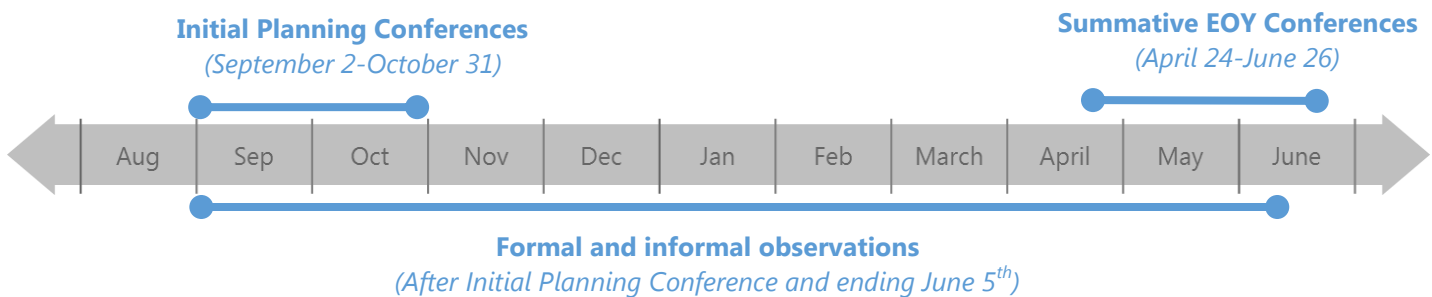 Initial Planning Conferences
(September 2-October 31)
Summative EOY Conferences
(April 24-June 26)
Aug Sep Oct Nov Dec Jan Feb March April May June
Formal and informal observations
(After Initial Planning Conference and ending June 5th)